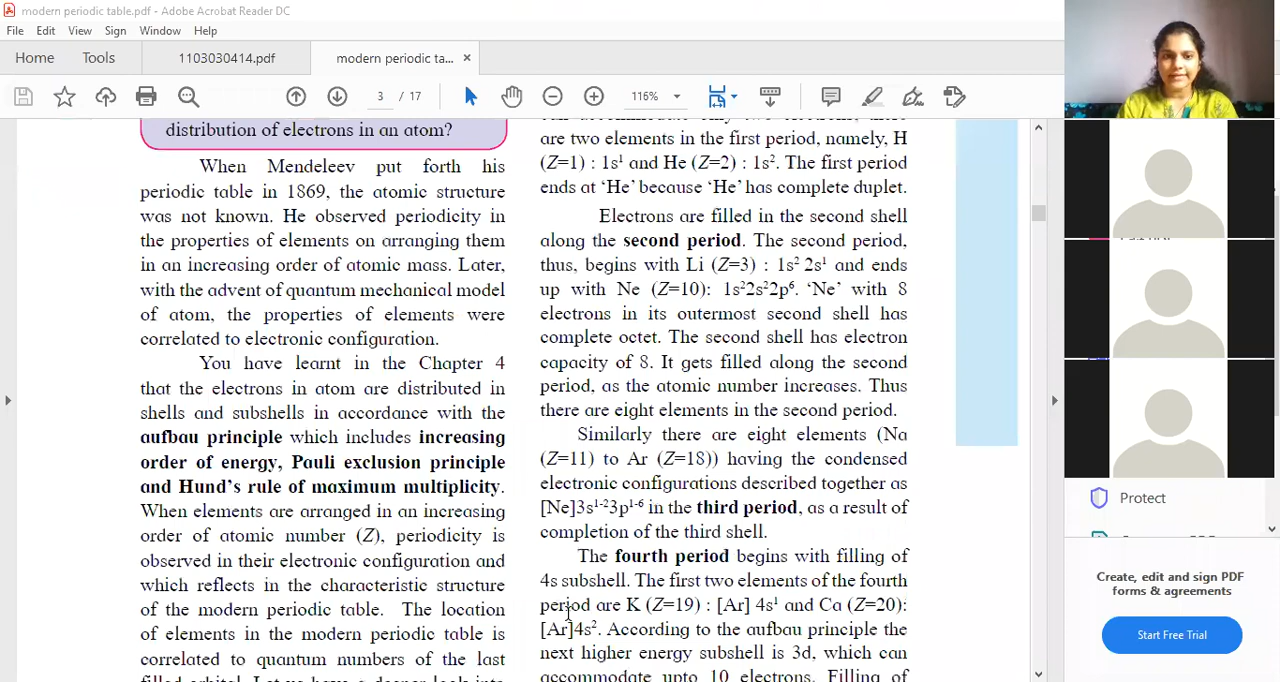 modern periodic table.pdf - Adobe Acrobat Reader DC
File Edit View Sign Window Help
Home Tools 1103030414.pdf modern periodic ta... ×
3 / 17 116%
distribution of electrons in an atom?
When Mendeleev put forth his
periodic table in 1869, the atomic structure
was not known. He observed periodicity in
the properties of elements on arranging them
in an increasing order of atomic mass. Later,
with the advent of quantum mechanical model
of atom, the properties of elements were
correlated to electronic configuration.
You have learnt in the Chapter 4
that the electrons in atom are distributed in
shells and subshells in accordance with the
aufbau principle which includes increasing
order of energy, Pauli exclusion principle
and Hund's rule of maximum multiplicity.
When elements are arranged in an increasing
order of atomic number (Z), periodicity is
observed in their electronic configuration and
which reflects in the characteristic structure
of the modern periodic table. The location
of elements in the modern periodic table is
correlated to quantum numbers of the last
filled orbital. Let us have a deeper look into
are two elements in the first period, namely, H
(Z=1) : 1s¹ and He (Z=2) : 1s². The first period
ends at ‘He’ because ‘He’ has complete duplet.
Electrons are filled in the second shell
along the second period. The second period,
thus, begins with Li (Z=3) : 1s² 2s¹ and ends
up with Ne (Z=10): 1s²2s²2p⁶. ‘Ne’ with 8
electrons in its outermost second shell has
complete octet. The second shell has electron
capacity of 8. It gets filled along the second
period, as the atomic number increases. Thus
there are eight elements in the second period.
Similarly there are eight elements (Na
(Z=11) to Ar (Z=18)) having the condensed
electronic configurations described together as
[Ne]3s¹⁻²3p¹⁻⁶ in the third period, as a result of
completion of the third shell.
The fourth period begins with filling of
4s subshell. The first two elements of the fourth
period are K (Z=19) : [Ar] 4s¹ and Ca (Z=20):
[Ar]4s². According to the aufbau principle the
next higher energy subshell is 3d, which can
accommodate upto 10 electrons. Filling of
Protect
Create, edit and sign PDF
forms & agreements
Start Free Trial